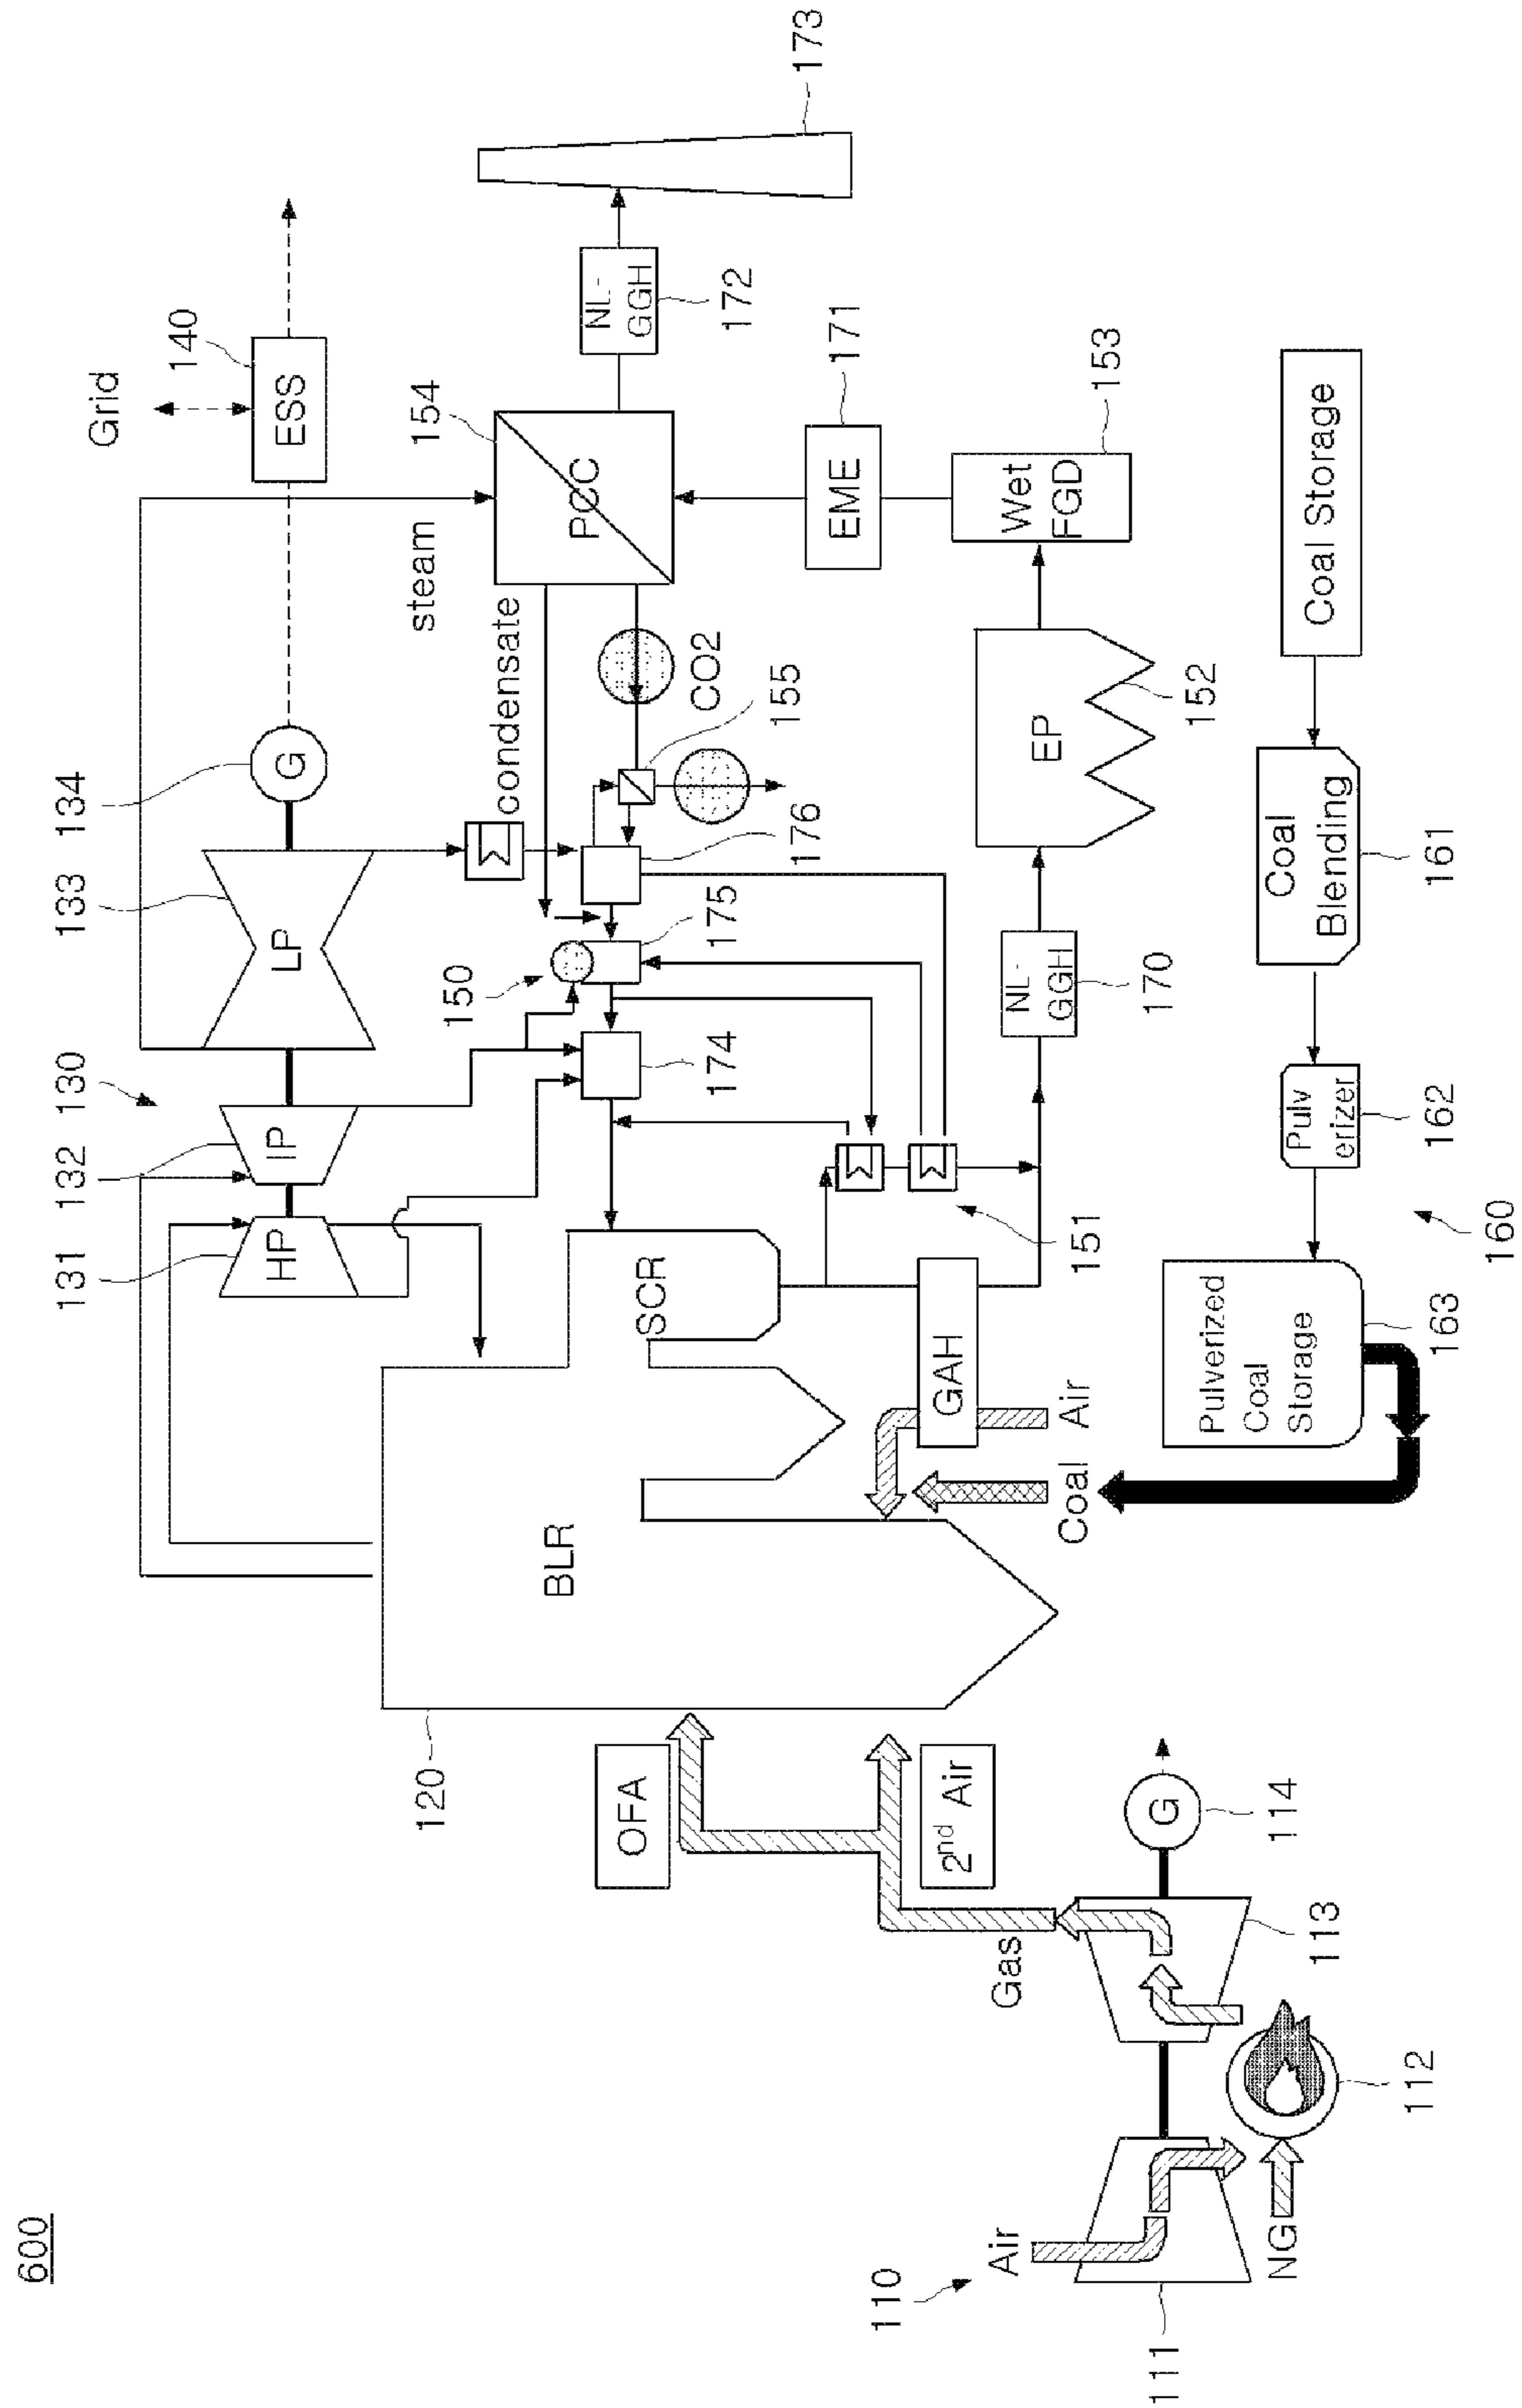 600
Grid
140
ESS
134
G
133
LP
130
132
IP
131
HP
steam
condensate
154
PCC
CO2
155
176
175
150
174
NL-
GGH
172
173
171
EME
153
Wet
FGD
152
EP
NL-
GGH
170
151
SCR
BLR
120
GAH
Air
Coal
OFA
2nd Air
Gas
Coal Storage
Coal
Blending
161
Pulv
erizer
162
160
Pulverized
Coal
Storage
163
110
Air
111
NG
112
113
G
114